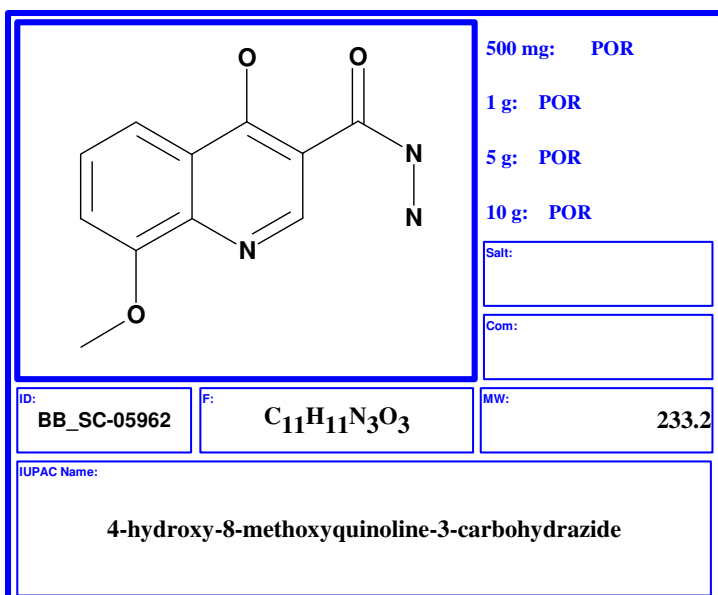 O
O
N
N
N
O
500 mg: POR
1 g: POR
5 g: POR
10 g: POR
Salt:
Com:
ID:
BB_SC-05962
F:
C11H11N3O3
MW:
233.2
IUPAC Name:
4-hydroxy-8-methoxyquinoline-3-carbohydrazide